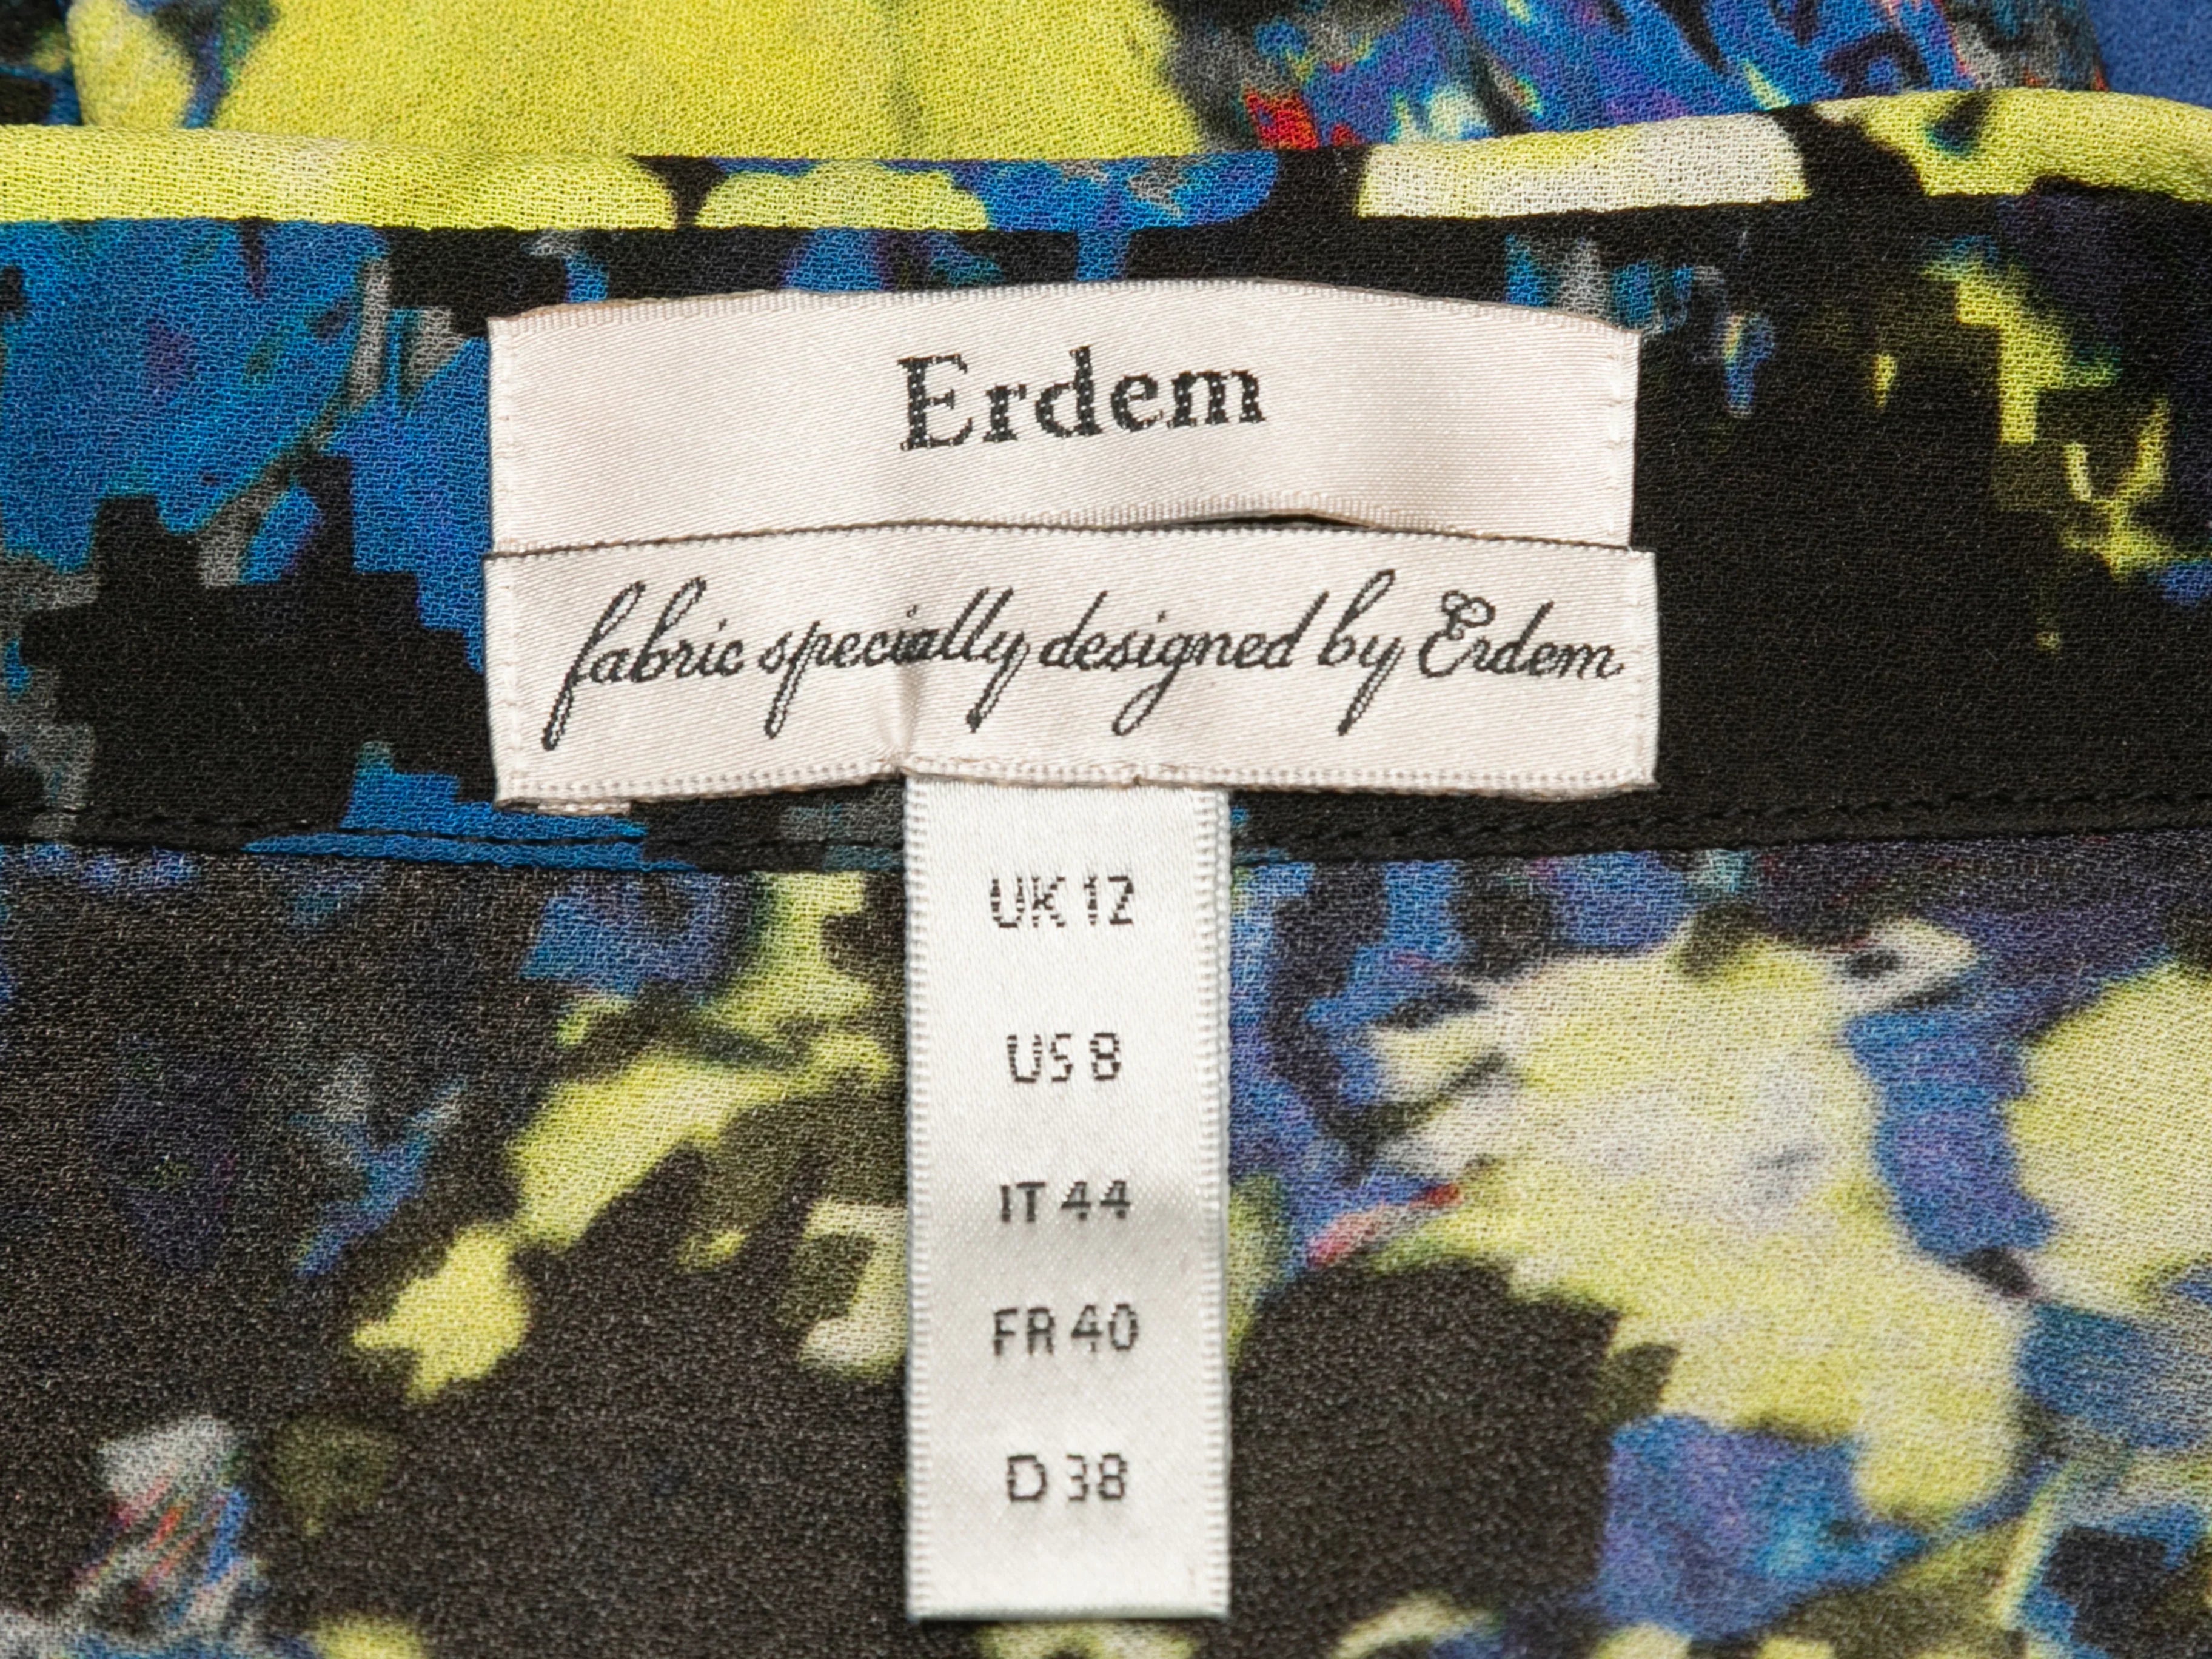 Erdem
fabric specially designed by Erdem
UK 12
US 8
IT 44
FR 40
D 38